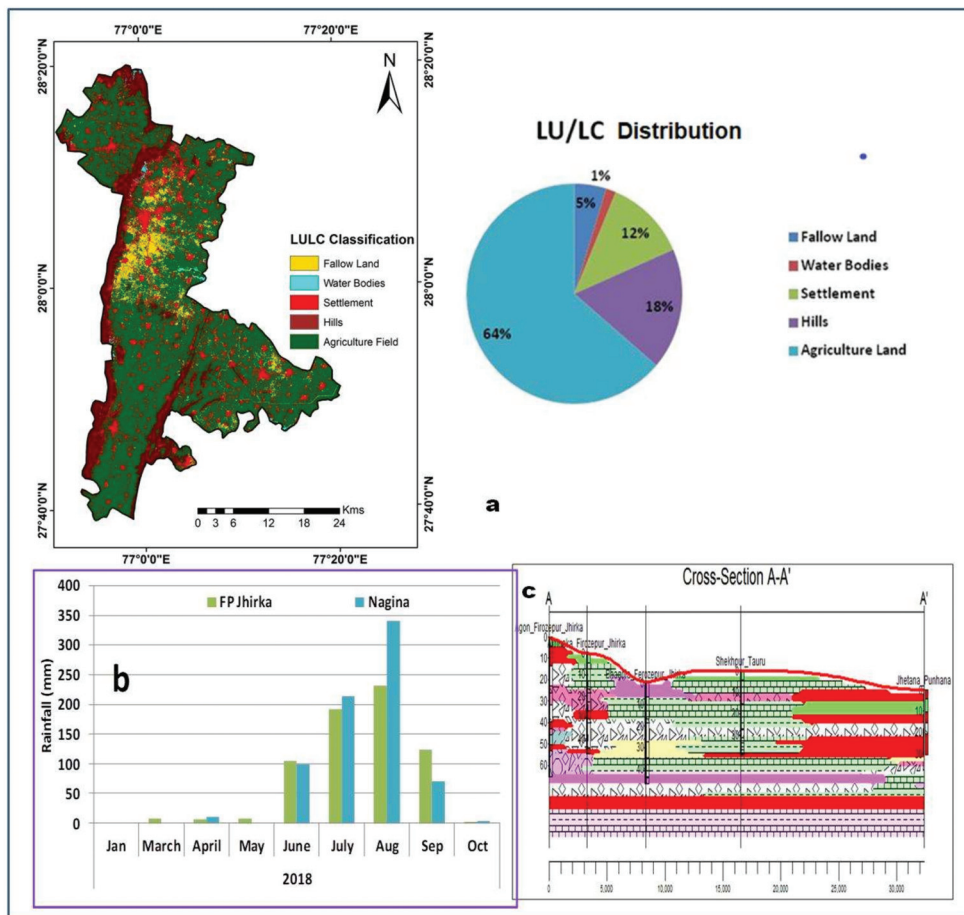 77°0'0"E
77°20'0"E
28°20'0"N
28°0'0"N
27°40'0"N
28°20'0"N
28°0'0"N
27°40'0"N
N
LULC Classification
Fallow Land
Water Bodies
Settlement
Hills
Agriculture Field
0 3 6 12 18 24 Kms
77°0'0"E
77°20'0"E
LU/LC Distribution
1%
5%
12%
18%
64%
Fallow Land
Water Bodies
Settlement
Hills
Agriculture Land
a
b
FP Jhirka
Nagina
Rainfall (mm)
400
350
300
250
200
150
100
50
0
Jan March April May June July Aug Sep Oct
2018
c
Cross-Section A-A'
A A'
Agon_Firozepur_Jhirka
_Firozepur_Jhirka
_Ferozepur_Jhirka
Shekhpur_Tauru
Jhetana_Punhana
0
10
20
30
40
50
60
0 5,000 10,000 15,000 20,000 25,000 30,000